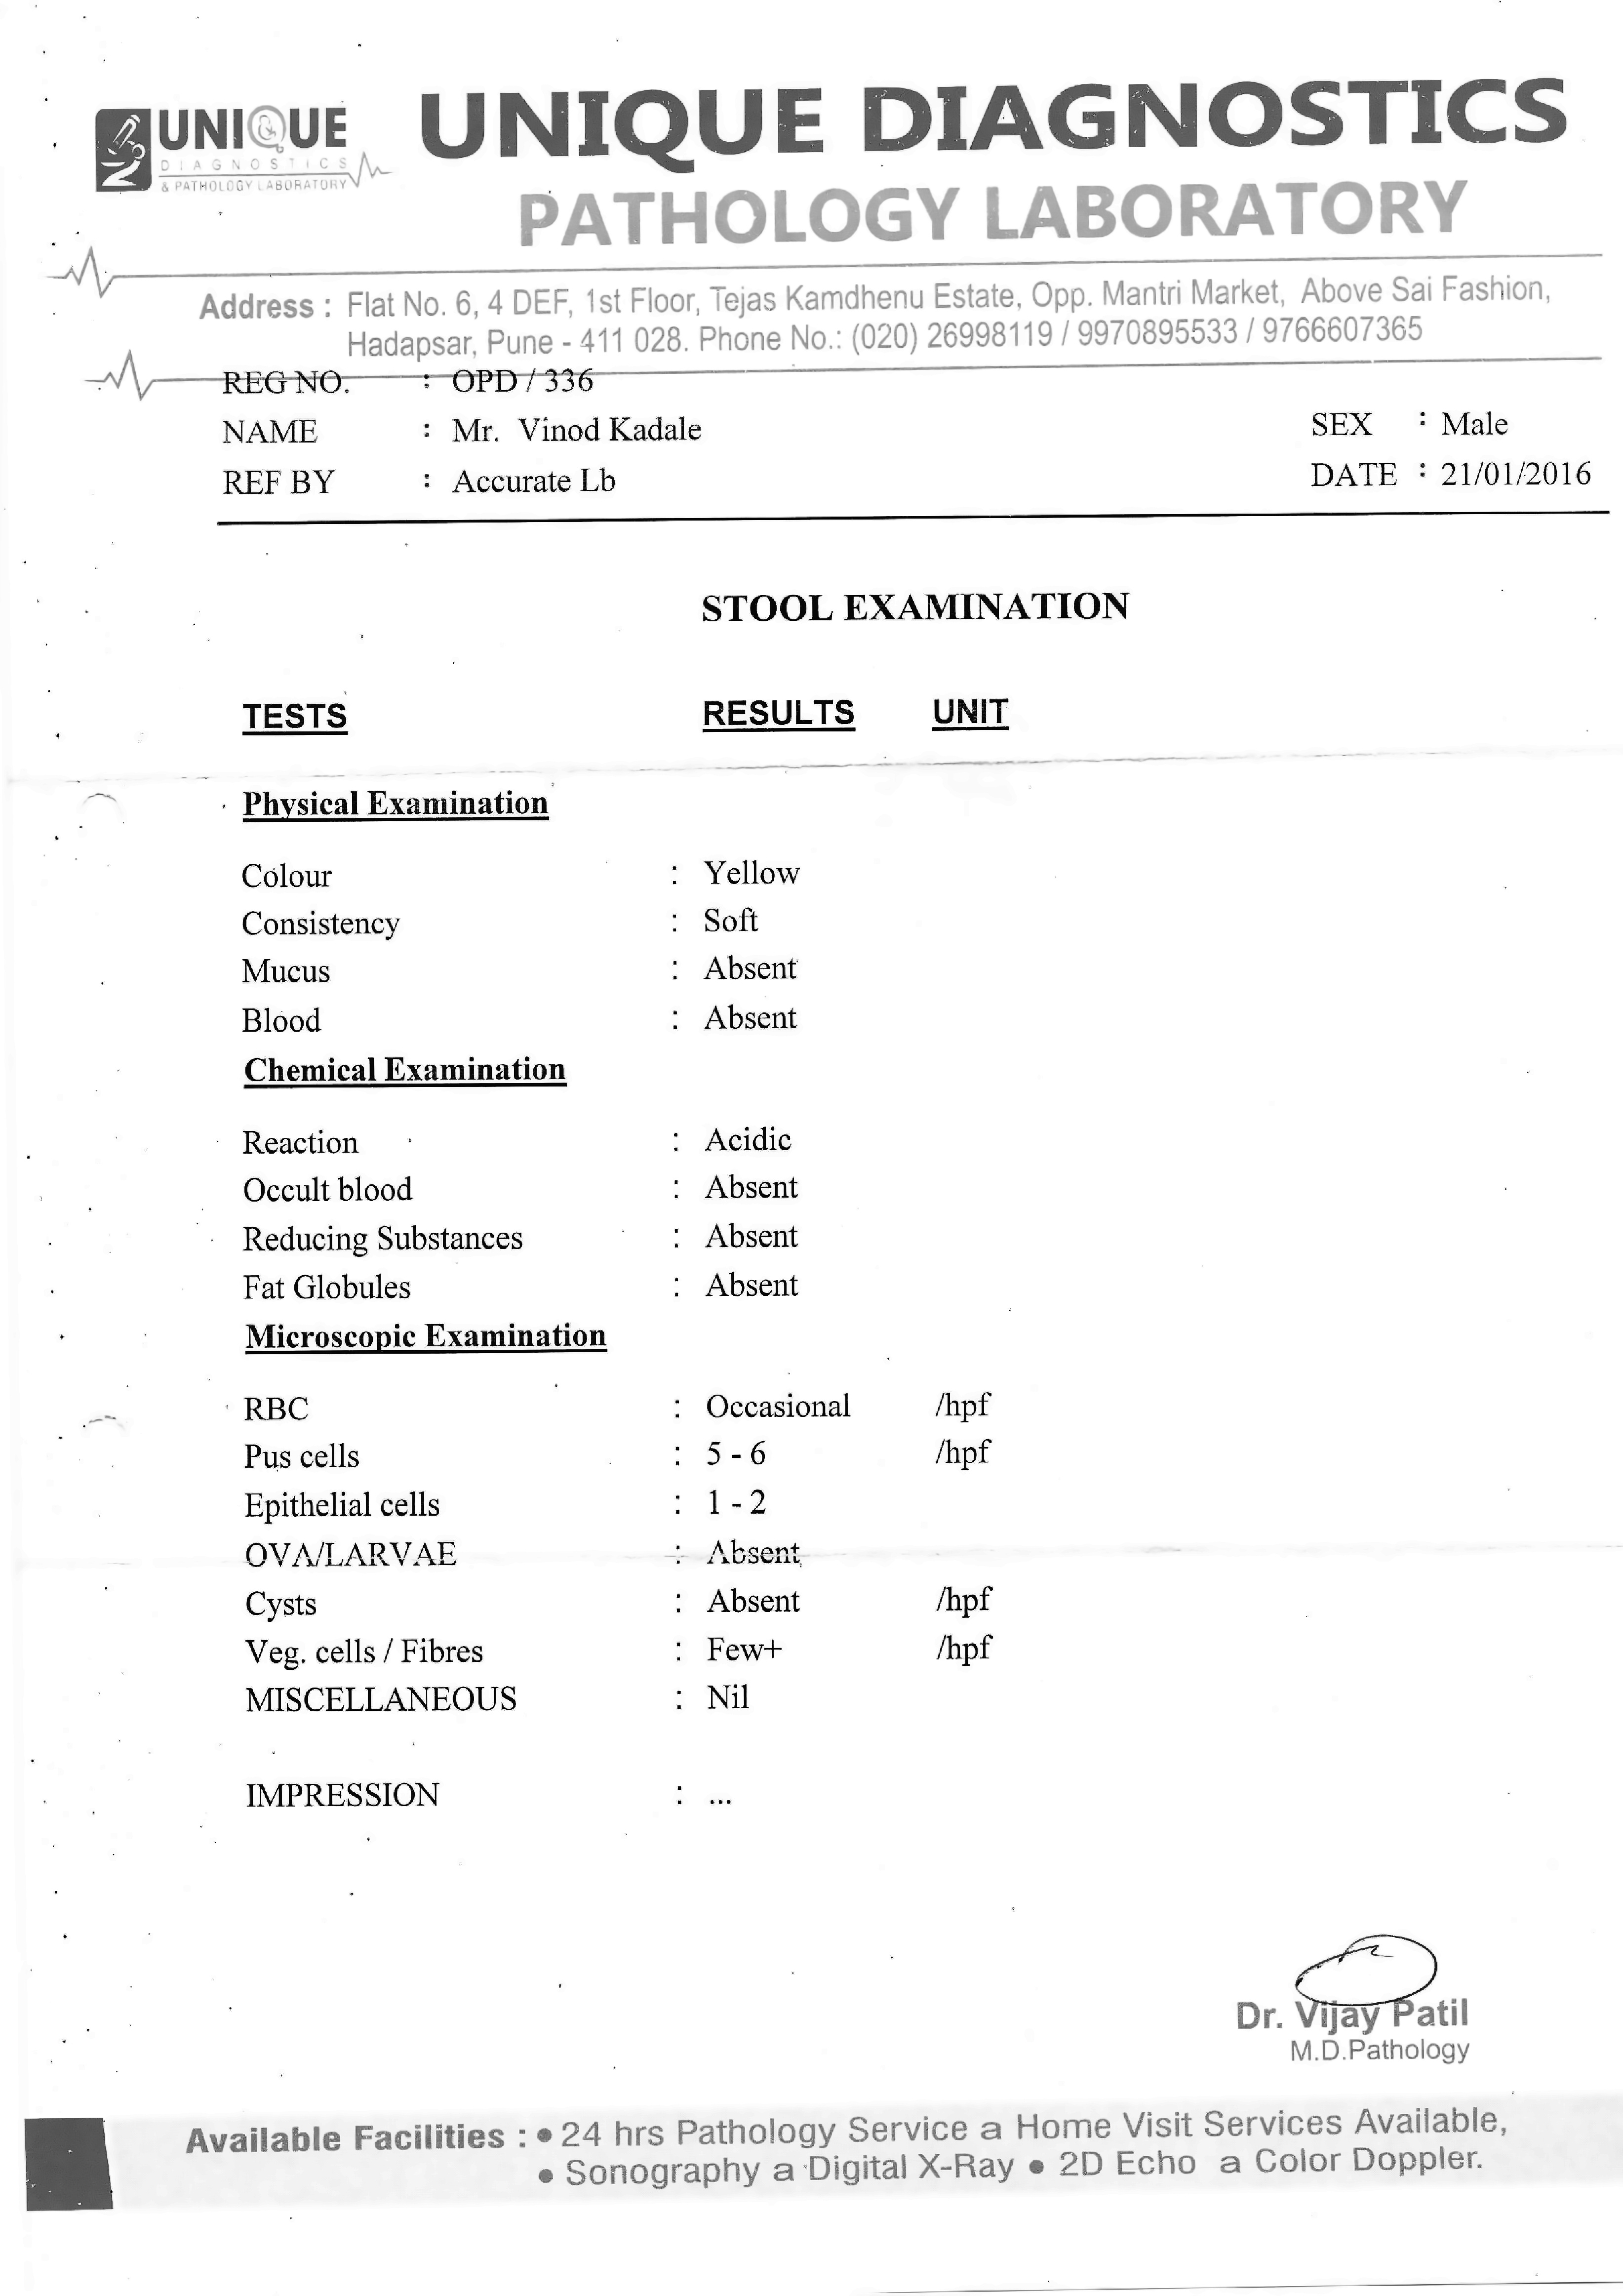 UNIQUE
DIAGNOSTICS
& PATHOLOGY LABORATORY
UNIQUE DIAGNOSTICS
PATHOLOGY LABORATORY
Address : Flat No. 6, 4 DEF, 1st Floor, Tejas Kamdhenu Estate, Opp. Mantri Market, Above Sai Fashion,
Hadapsar, Pune - 411 028. Phone No.: (020) 26998119 / 9970895533 / 9766607365
REG NO. : OPD / 336
NAME : Mr. Vinod Kadale SEX : Male
REF BY : Accurate Lb DATE : 21/01/2016
STOOL EXAMINATION
TESTS RESULTS UNIT
Physical Examination
Colour : Yellow
Consistency : Soft
Mucus : Absent
Blood : Absent
Chemical Examination
Reaction : Acidic
Occult blood : Absent
Reducing Substances : Absent
Fat Globules : Absent
Microscopic Examination
RBC : Occasional /hpf
Pus cells : 5 - 6 /hpf
Epithelial cells : 1 - 2
OVA/LARVAE : Absent
Cysts : Absent /hpf
Veg. cells / Fibres : Few+ /hpf
MISCELLANEOUS : Nil
IMPRESSION : ...
Dr. Vijay Patil
M.D.Pathology
Available Facilities : • 24 hrs Pathology Service a Home Visit Services Available,
• Sonography a Digital X-Ray • 2D Echo a Color Doppler.